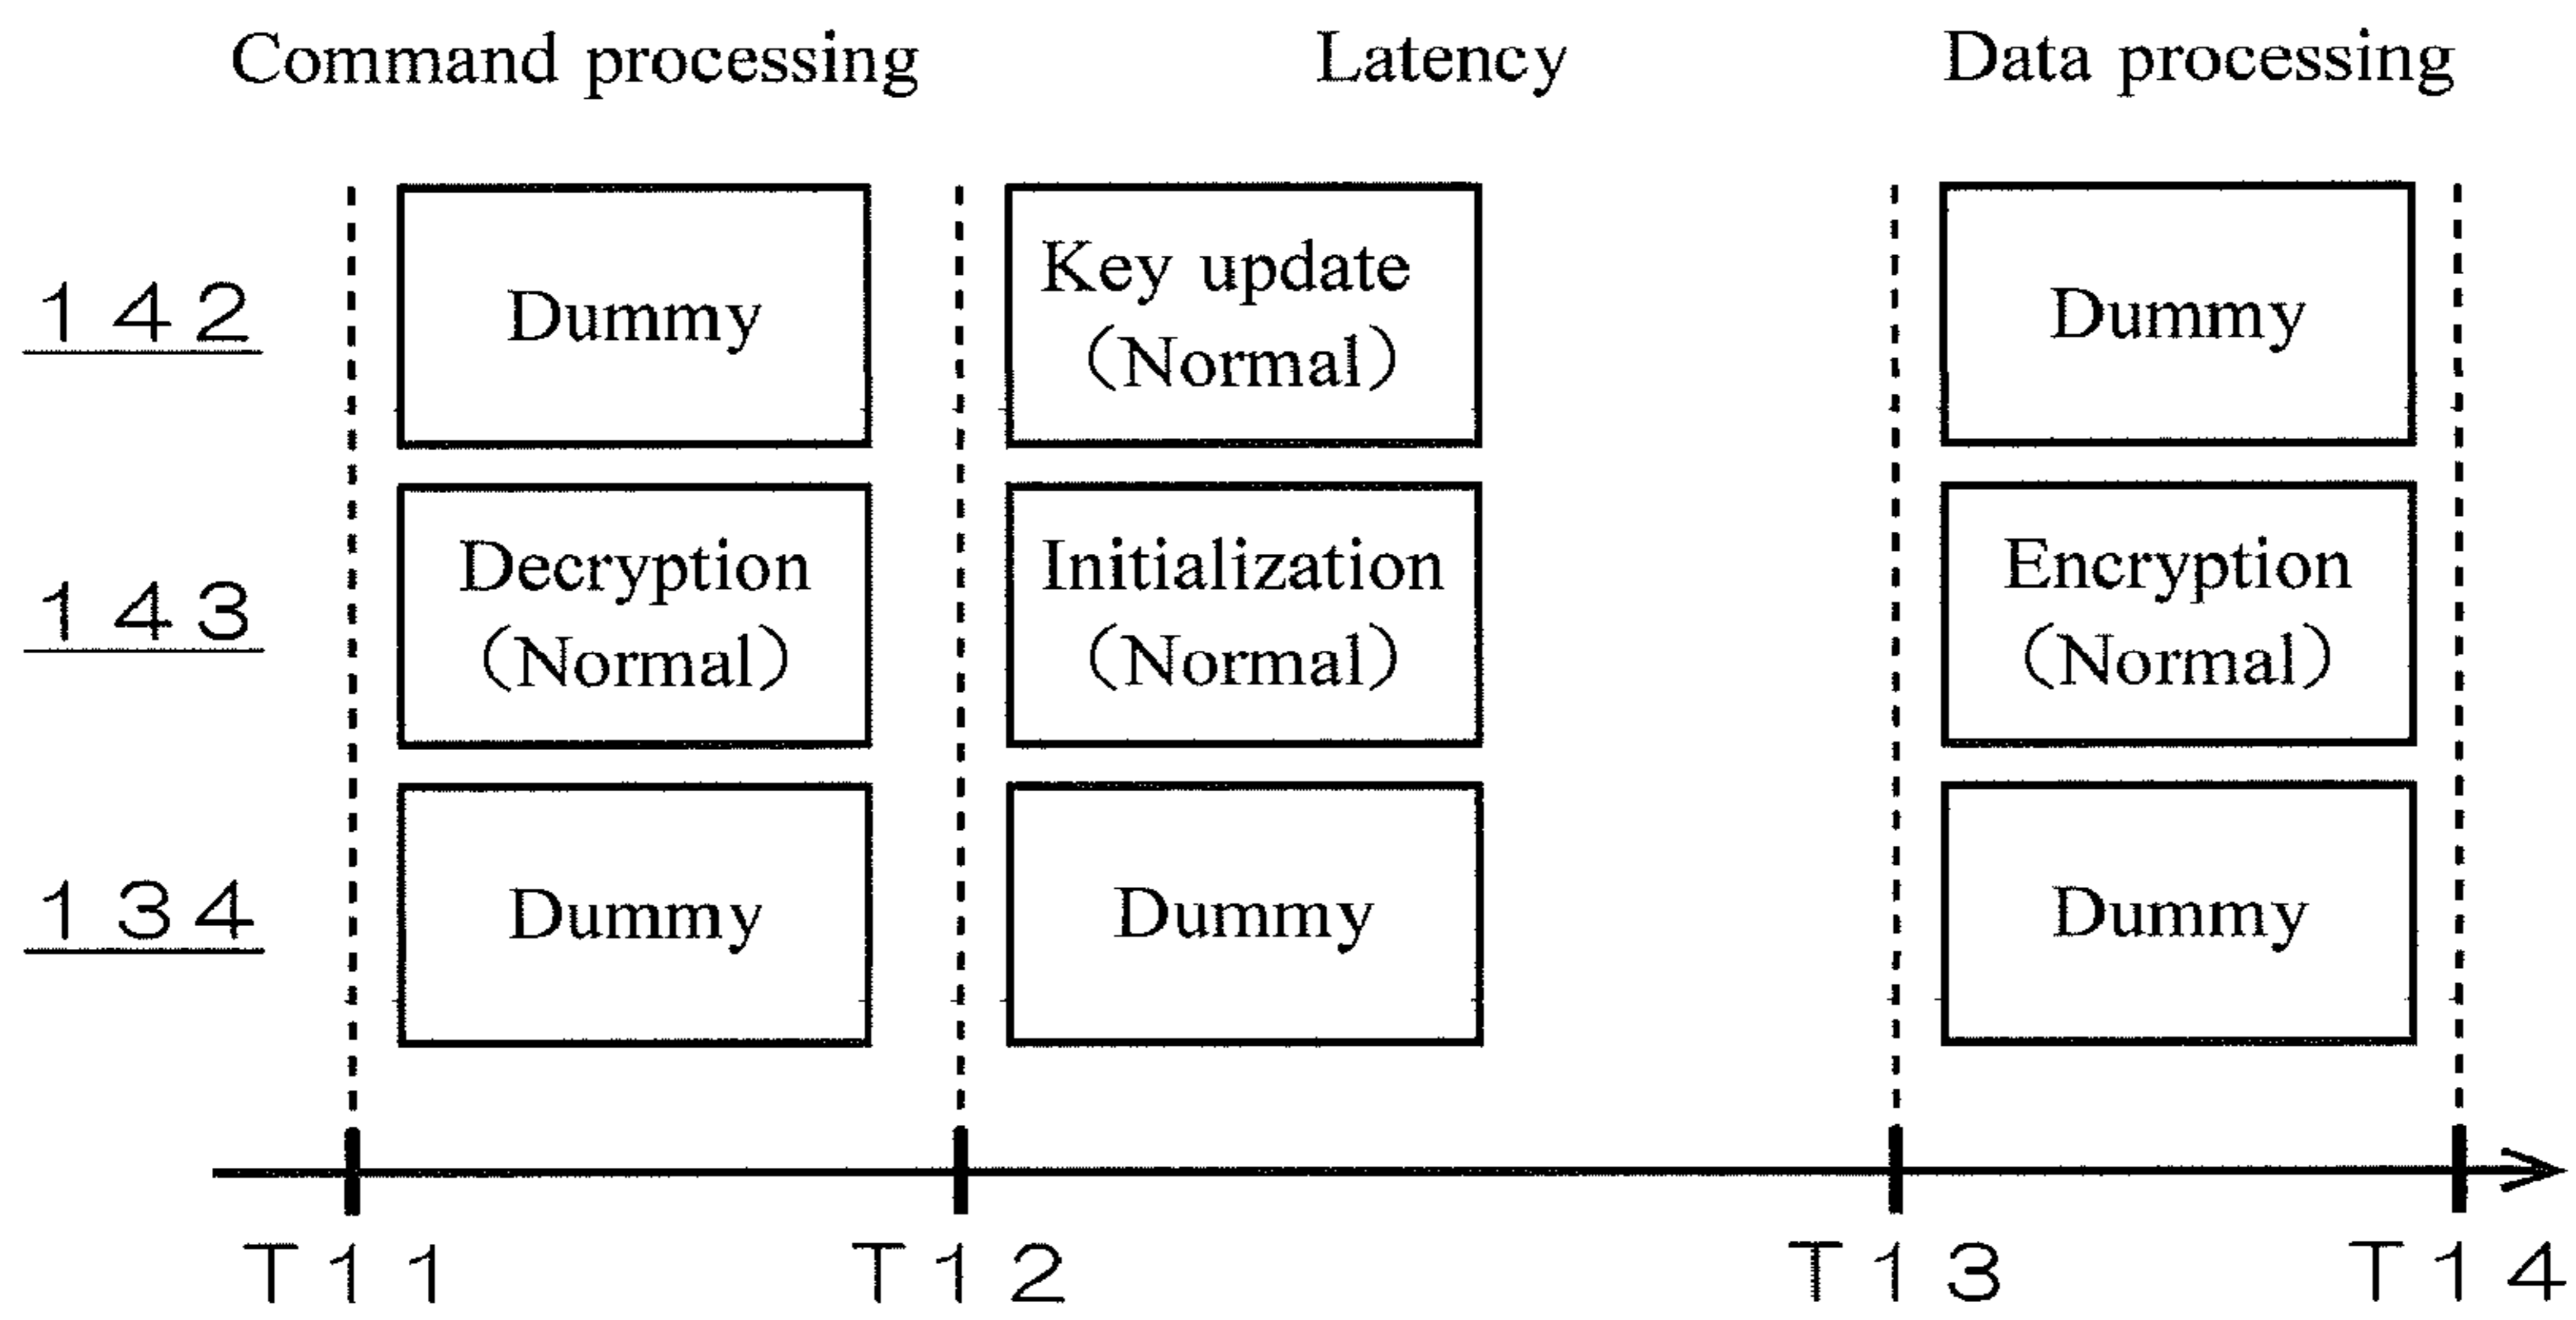 Command processing Latency Data processing
142 Dummy Key update (Normal) Dummy
143 Decryption (Normal) Initialization (Normal) Encryption (Normal)
134 Dummy Dummy Dummy
T11 T12 T13 T14